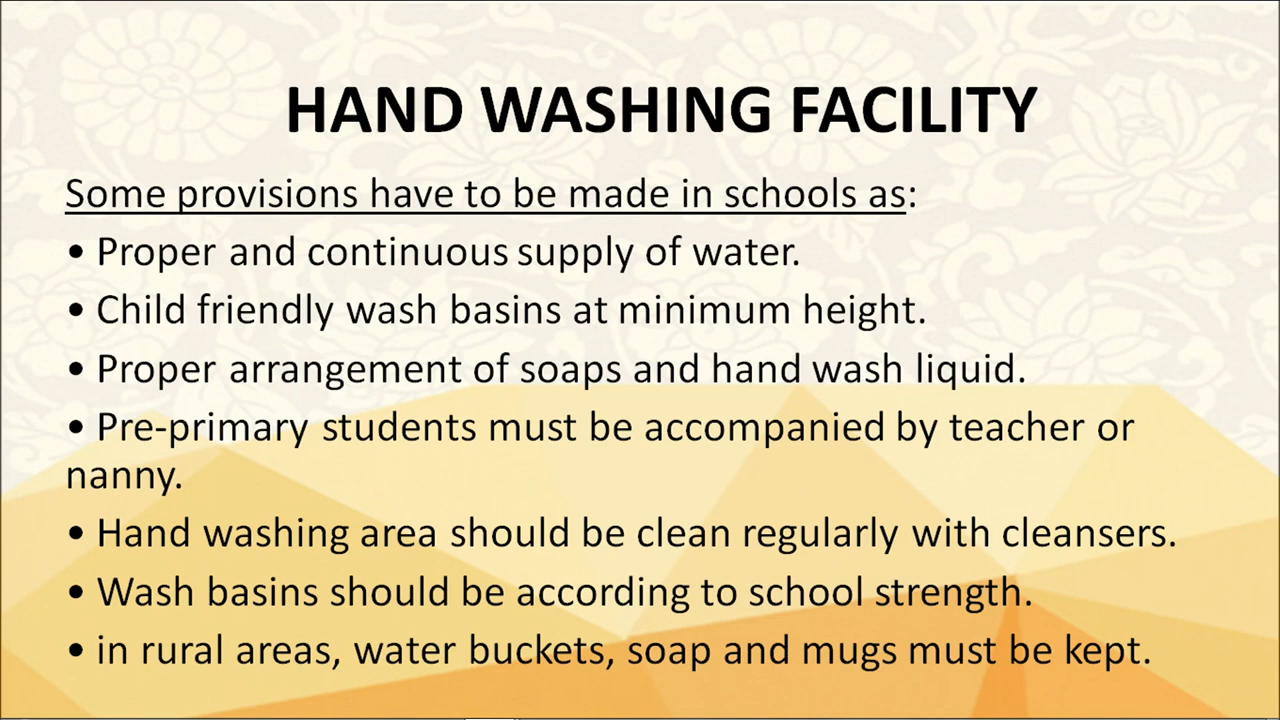 HAND WASHING FACILITY
Some provisions have to be made in schools as:
• Proper and continuous supply of water.
• Child friendly wash basins at minimum height.
• Proper arrangement of soaps and hand wash liquid.
• Pre-primary students must be accompanied by teacher or
nanny.
• Hand washing area should be clean regularly with cleansers.
• Wash basins should be according to school strength.
• in rural areas, water buckets, soap and mugs must be kept.